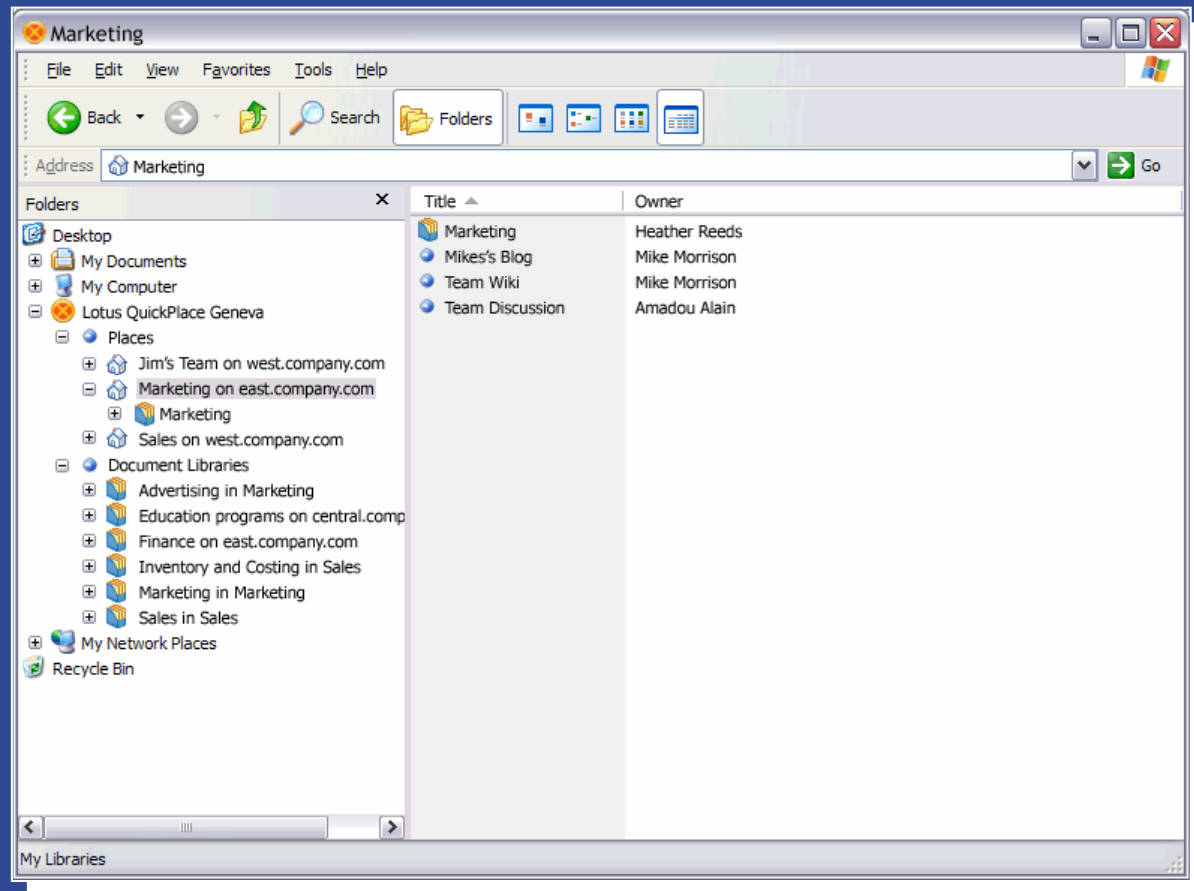 Marketing
File Edit View Favorites Tools Help
Back Search Folders
Address Marketing Go
Folders
Desktop
My Documents
My Computer
Lotus QuickPlace Geneva
Places
Jim's Team on west.company.com
Marketing on east.company.com
Marketing
Sales on west.company.com
Document Libraries
Advertising in Marketing
Education programs on central.comp
Finance on east.company.com
Inventory and Costing in Sales
Marketing in Marketing
Sales in Sales
My Network Places
Recycle Bin
Title Owner
Marketing Heather Reeds
Mikes's Blog Mike Morrison
Team Wiki Mike Morrison
Team Discussion Amadou Alain
My Libraries